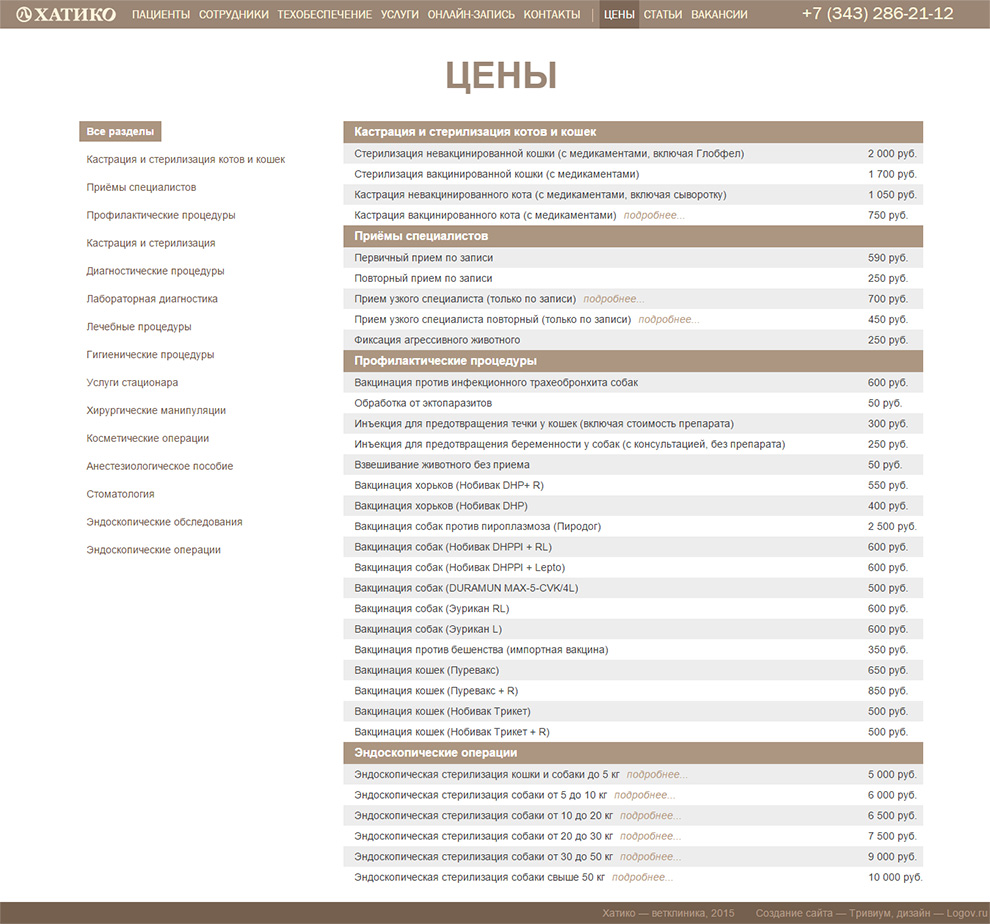 ХАТИКО ПАЦИЕНТЫ СОТРУДНИКИ ТЕХОБЕСПЕЧЕНИЕ УСЛУГИ ОНЛАЙН-ЗАПИСЬ КОНТАКТЫ | ЦЕНЫ СТАТЬИ ВАКАНСИИ +7 (343) 286-21-12
ЦЕНЫ
Все разделы
Кастрация и стерилизация котов и кошек
Приёмы специалистов
Профилактические процедуры
Кастрация и стерилизация
Диагностические процедуры
Лабораторная диагностика
Лечебные процедуры
Гигиенические процедуры
Услуги стационара
Хирургические манипуляции
Косметические операции
Анестезиологическое пособие
Стоматология
Эндоскопические обследования
Эндоскопические операции
Кастрация и стерилизация котов и кошек
Стерилизация невакцинированной кошки (с медикаментами, включая Глобфел) 2 000 руб.
Стерилизация вакцинированной кошки (с медикаментами) 1 700 руб.
Кастрация невакцинированного кота (с медикаментами, включая сыворотку) 1 050 руб.
Кастрация вакцинированного кота (с медикаментами) подробнее... 750 руб.
Приёмы специалистов
Первичный прием по записи 590 руб.
Повторный прием по записи 250 руб.
Прием узкого специалиста (только по записи) подробнее... 700 руб.
Прием узкого специалиста повторный (только по записи) подробнее... 450 руб.
Фиксация агрессивного животного 250 руб.
Профилактические процедуры
Вакцинация против инфекционного трахеобронхита собак 600 руб.
Обработка от эктопаразитов 50 руб.
Инъекция для предотвращения течки у кошек (включая стоимость препарата) 300 руб.
Инъекция для предотвращения беременности у собак (с консультацией, без препарата) 250 руб.
Взвешивание животного без приема 50 руб.
Вакцинация хорьков (Нобивак DHP+ R) 550 руб.
Вакцинация хорьков (Нобивак DHP) 400 руб.
Вакцинация собак против пироплазмоза (Пиродог) 2 500 руб.
Вакцинация собак (Нобивак DHPPI + RL) 600 руб.
Вакцинация собак (Нобивак DHPPI + Lepto) 600 руб.
Вакцинация собак (DURAMUN MAX-5-CVK/4L) 500 руб.
Вакцинация собак (Эурикан RL) 600 руб.
Вакцинация собак (Эурикан L) 600 руб.
Вакцинация против бешенства (импортная вакцина) 350 руб.
Вакцинация кошек (Пуревакс) 650 руб.
Вакцинация кошек (Пуревакс + R) 850 руб.
Вакцинация кошек (Нобивак Трикет) 500 руб.
Вакцинация кошек (Нобивак Трикет + R) 500 руб.
Эндоскопические операции
Эндоскопическая стерилизация кошки и собаки до 5 кг подробнее... 5 000 руб.
Эндоскопическая стерилизация собаки от 5 до 10 кг подробнее... 6 000 руб.
Эндоскопическая стерилизация собаки от 10 до 20 кг подробнее... 6 500 руб.
Эндоскопическая стерилизация собаки от 20 до 30 кг подробнее... 7 500 руб.
Эндоскопическая стерилизация собаки от 30 до 50 кг подробнее... 9 000 руб.
Эндоскопическая стерилизация собаки свыше 50 кг подробнее... 10 000 руб.
Хатико — ветклиника, 2015 Создание сайта — Тривиум, дизайн — Logov.ru